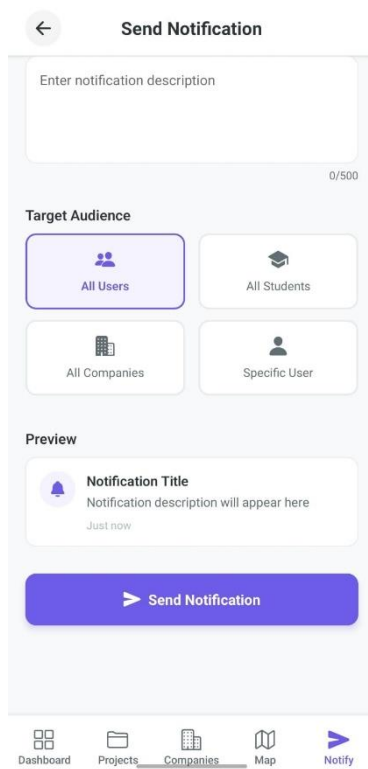 Send Notification
Enter notification description
0/500
Target Audience
All Users
All Students
All Companies
Specific User
Preview
Notification Title
Notification description will appear here
Just now
Send Notification
Dashboard
Projects
Companies
Map
Notify